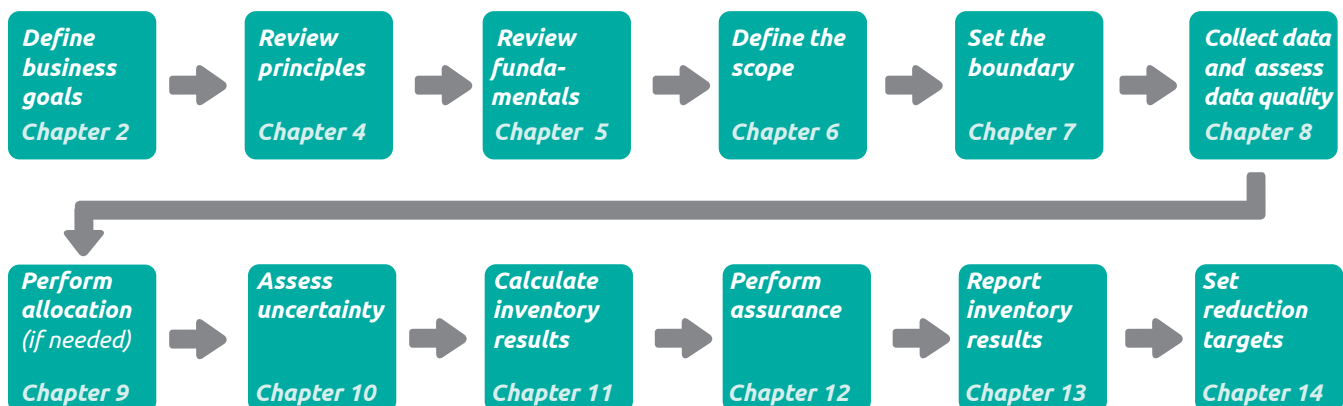 Define
business
goals
Chapter 2
Review
principles
Chapter 4
Review
funda-
mentals
Chapter 5
Define the
scope
Chapter 6
Set the
boundary
Chapter 7
Collect data
and assess
data quality
Chapter 8
Perform
allocation
(if needed)
Chapter 9
Assess
uncertainty
Chapter 10
Calculate
inventory
results
Chapter 11
Perform
assurance
Chapter 12
Report
inventory
results
Chapter 13
Set
reduction
targets
Chapter 14